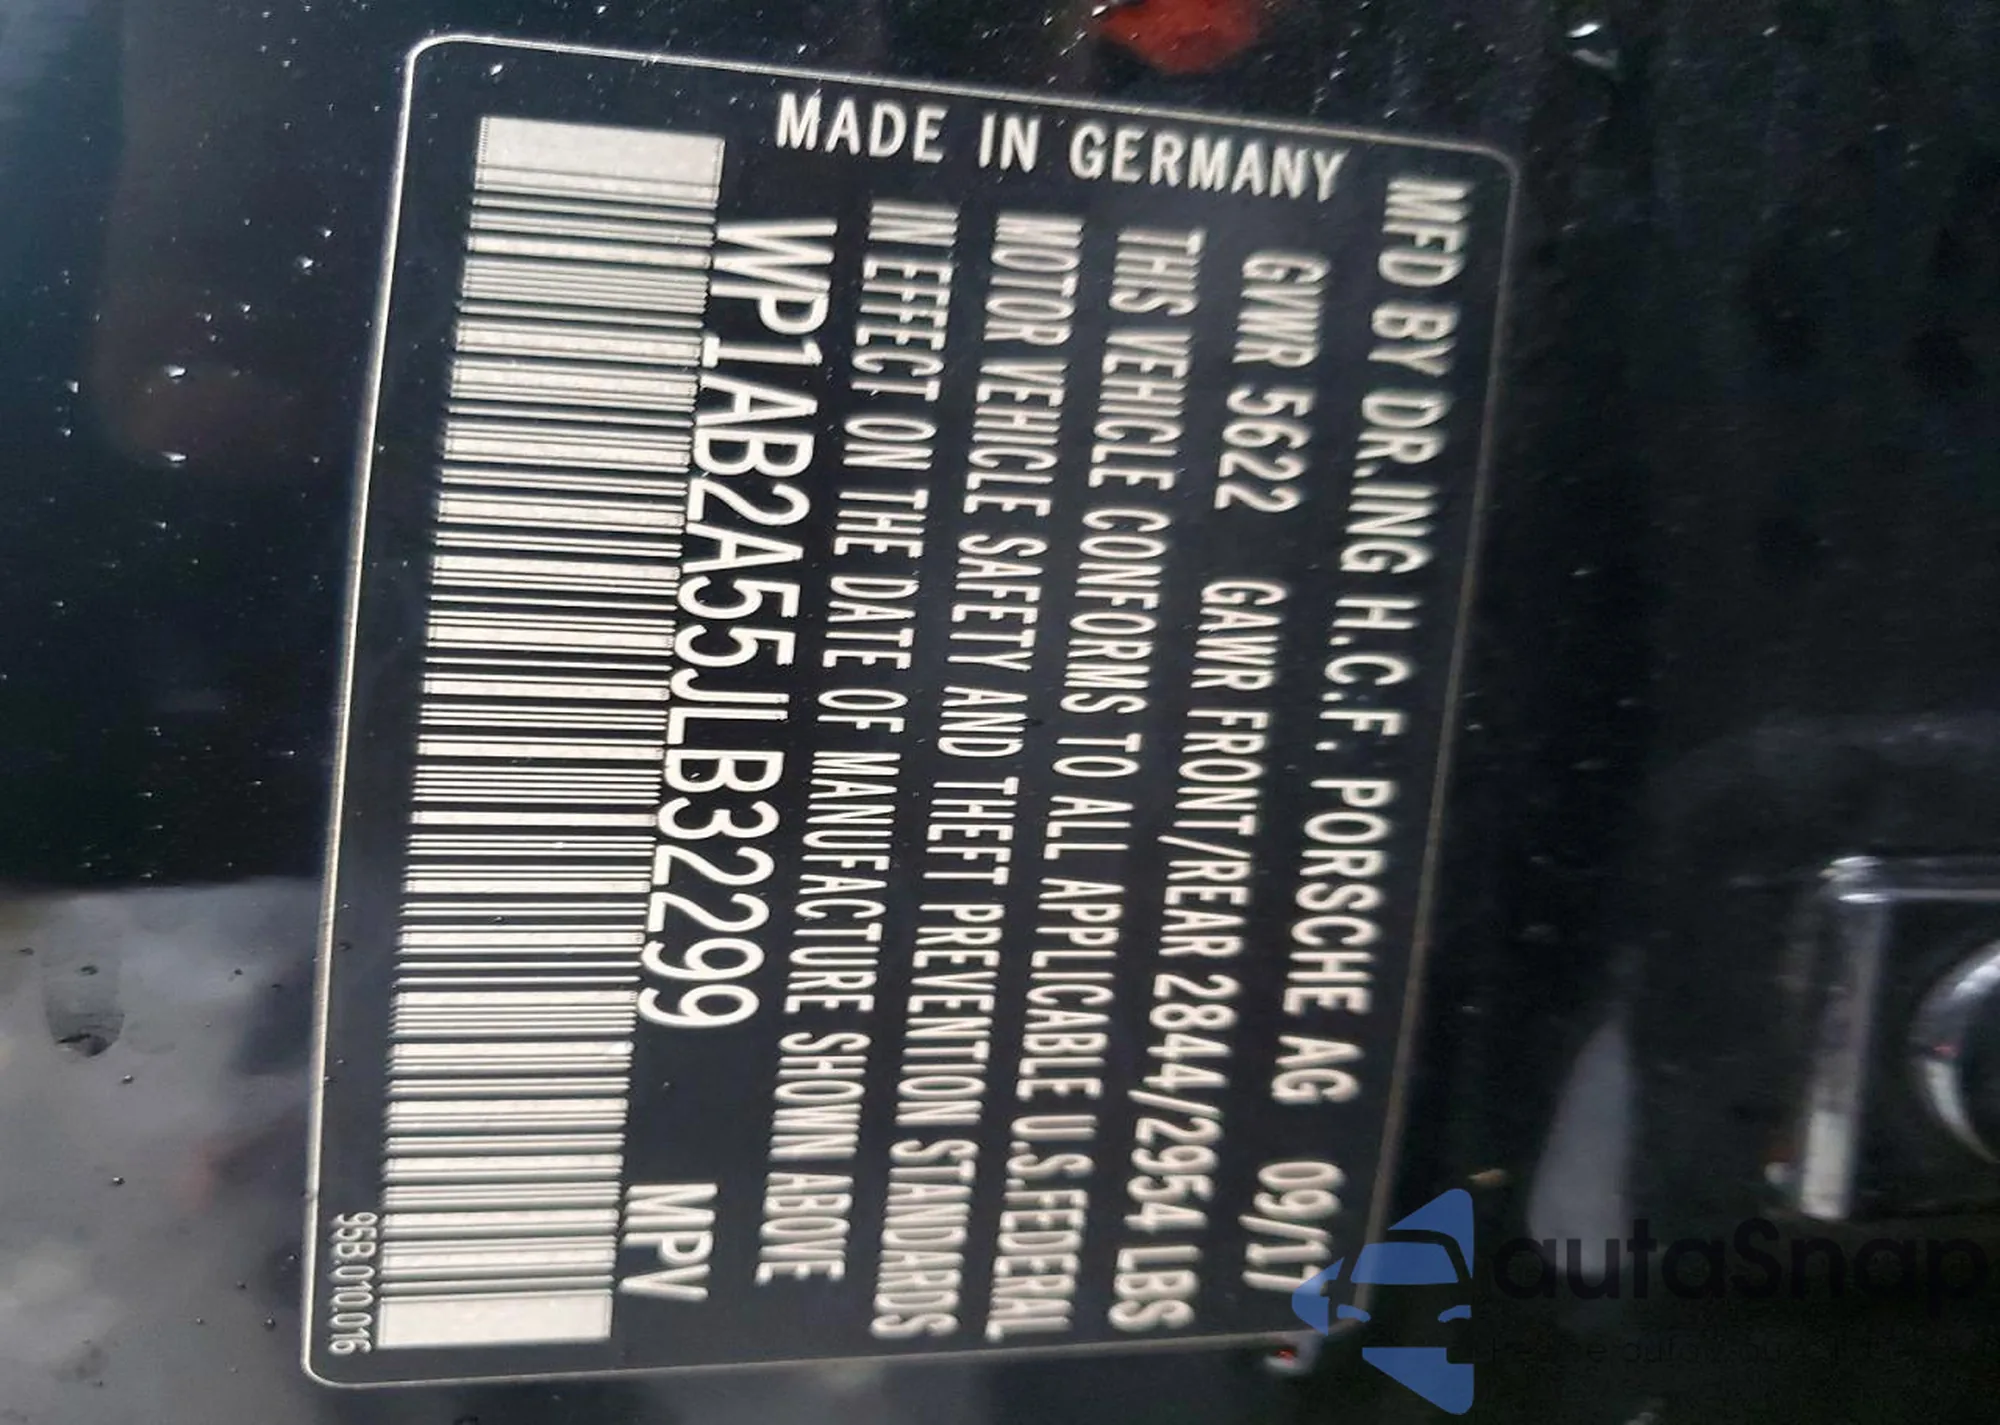 MFD BY DR.ING H.C.F. PORSCHE AG 09/17
GVWR 5622 GAWR FRONT/REAR 2844/2954 LBS
THIS VEHICLE CONFORMS TO ALL APPLICABLE U.S.FEDERAL
MOTOR VEHICLE SAFETY AND THEFT PREVENTION STANDARDS
IN EFFECT ON THE DATE OF MANUFACTURE SHOWN ABOVE
WP1AB2A55JLB32299 MPV
MADE IN GERMANY
95B.010.016
autaSnap